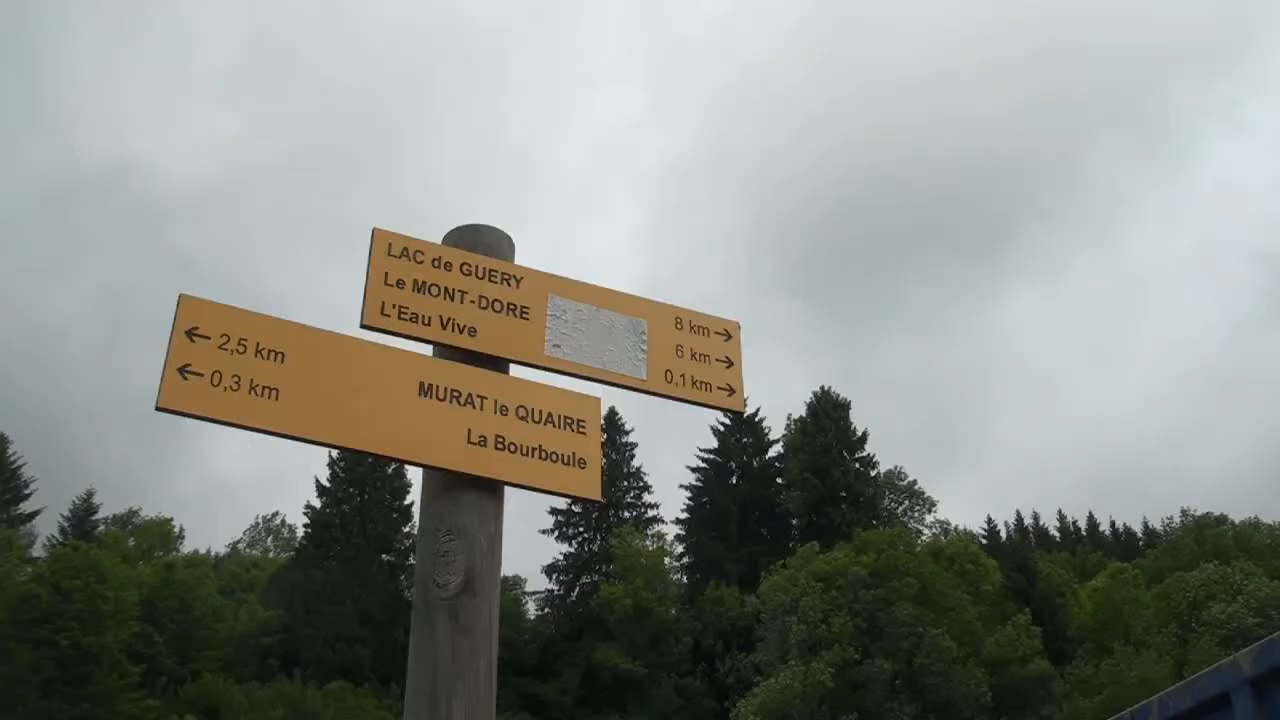 LAC de GUERY 8 km →
Le MONT-DORE 6 km →
L'Eau Vive 0,1 km →
← 2,5 km MURAT le QUAIRE
← 0,3 km La Bourboule